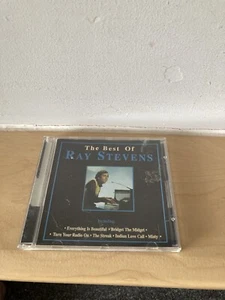 The Best Of
RAY STEVENS
Including
• Everything Is Beautiful • Bridget The Midget •
• Turn Your Radio On • The Streak • Indian Love Call • Misty •